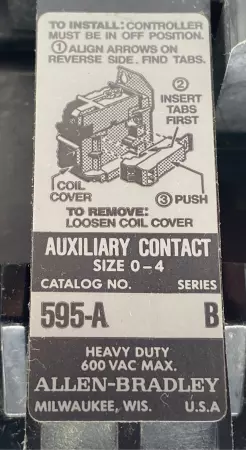 TO INSTALL: CONTROLLER
MUST BE IN OFF POSITION.
① ALIGN ARROWS ON
REVERSE SIDE. FIND TABS.
②
INSERT
TABS
FIRST
COIL
COVER
③ PUSH
TO REMOVE:
LOOSEN COIL COVER
AUXILIARY CONTACT
SIZE 0-4
CATALOG NO. SERIES
595-A B
HEAVY DUTY
600 VAC MAX.
ALLEN-BRADLEY
MILWAUKEE, WIS. U.S.A